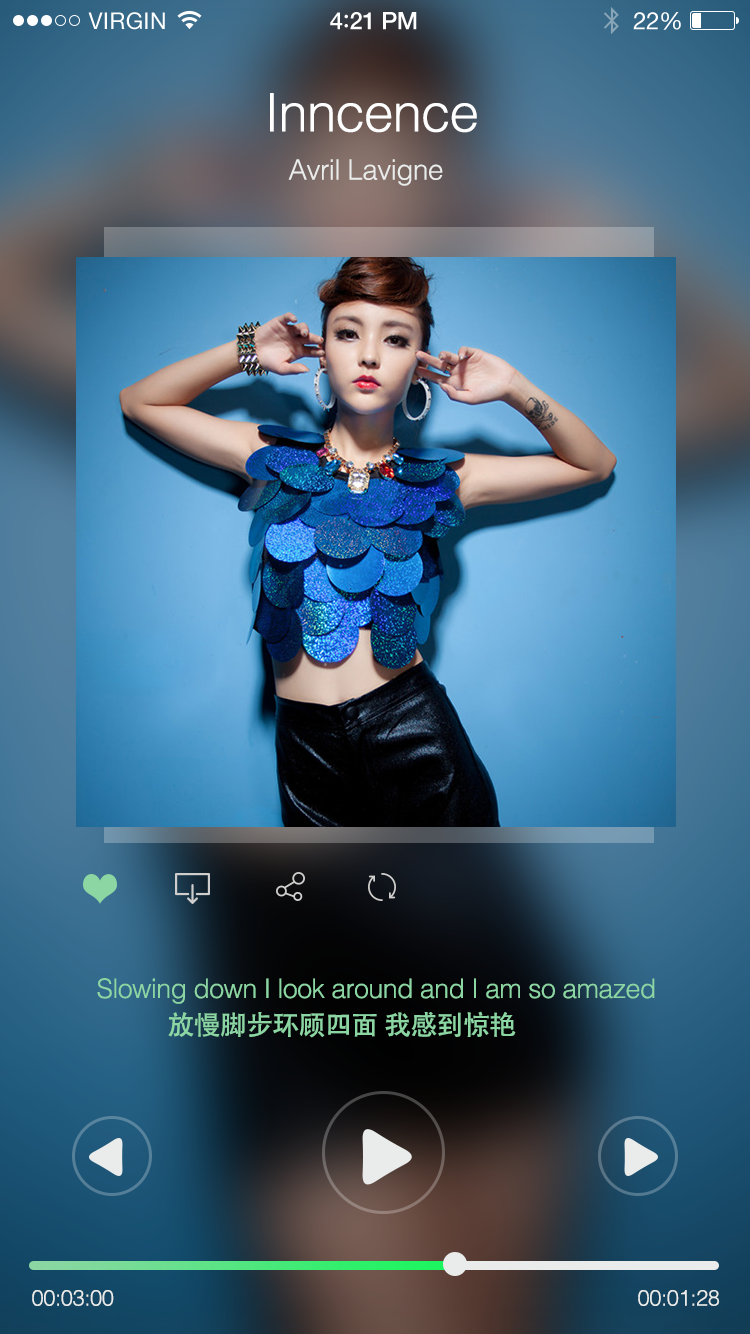 VIRGIN 4:21 PM 22%
Inncence
Avril Lavigne
Slowing down I look around and I am so amazed
放慢脚步环顾四面 我感到惊艳
00:03:00 00:01:28